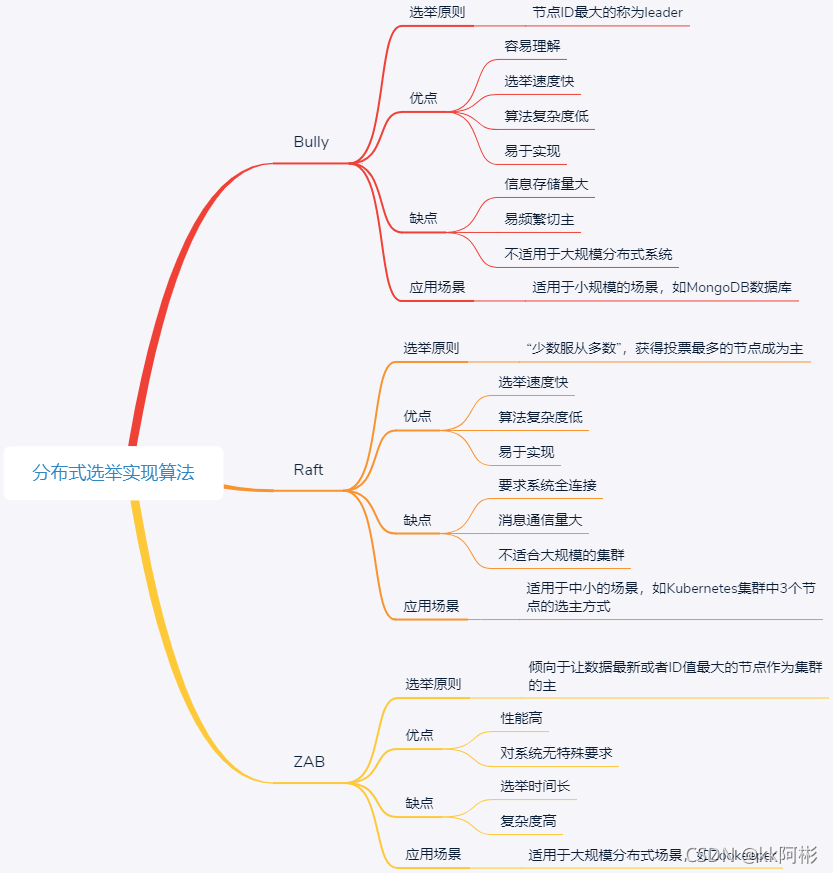 分布式选举实现算法
Bully
选举原则
节点ID最大的称为leader
优点
容易理解
选举速度快
算法复杂度低
易于实现
缺点
信息存储量大
易频繁切主
不适用于大规模分布式系统
应用场景
适用于小规模的场景，如MongoDB数据库
Raft
选举原则
“少数服从多数”，获得投票最多的节点成为主
优点
选举速度快
算法复杂度低
易于实现
缺点
要求系统全连接
消息通信量大
不适合大规模的集群
应用场景
适用于中小的场景，如Kubernetes集群中3个节
点的选主方式
ZAB
选举原则
倾向于让数据最新或者ID值最大的节点作为集群
的主
优点
性能高
对系统无特殊要求
缺点
选举时间长
复杂度高
应用场景
适用于大规模分布式场景，如Zookeeper
CSDN @kk阿彬